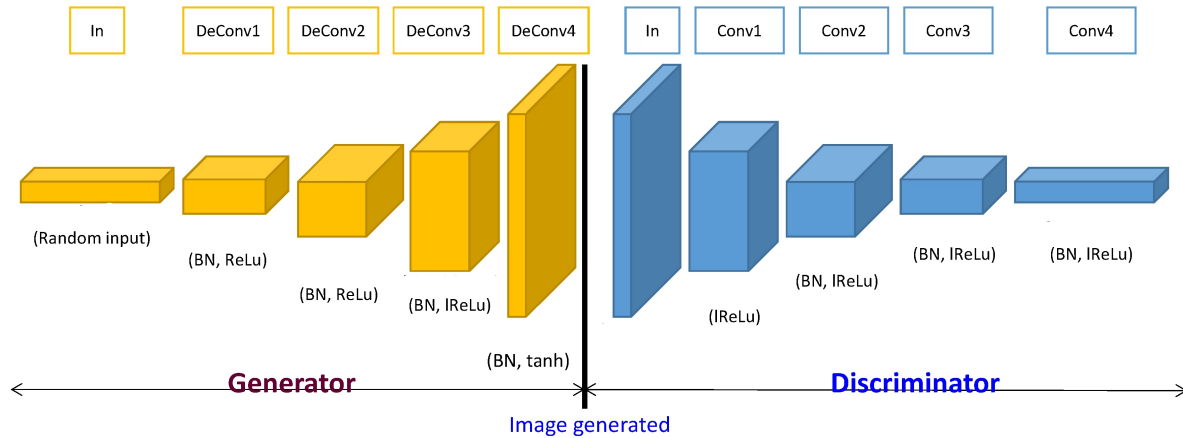 In
DeConv1
DeConv2
DeConv3
DeConv4
In
Conv1
Conv2
Conv3
Conv4
(Random input)
(BN, ReLu)
(BN, ReLu)
(BN, lReLu)
(BN, tanh)
(lReLu)
(BN, lReLu)
(BN, lReLu)
(BN, lReLu)
Generator
Discriminator
Image generated